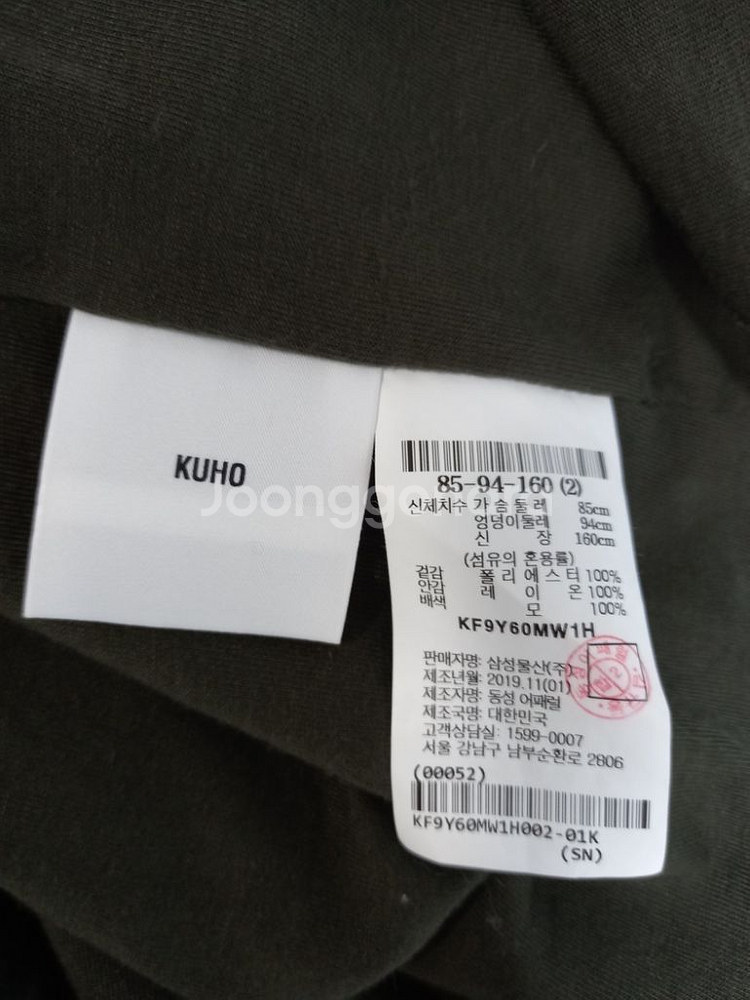 KUHO
Joonggo
85-94-160 (2)
신체치수 가슴둘레 85cm
엉덩이둘레 94cm
신 장 160cm
(섬유의 혼용률)
겉감 폴리에스터 100%
안감 레 이 온 100%
배색 모 100%
KF9Y60MW1H
판매자명: 삼성물산(주)
제조년월: 2019.11(01)
제조자명: 동성 어패럴
제조국명: 대한민국
고객상담실: 1599-0007
서울 강남구 남부순환로 2806
(00052)
KF9Y60MW1H002-01K
(SN)